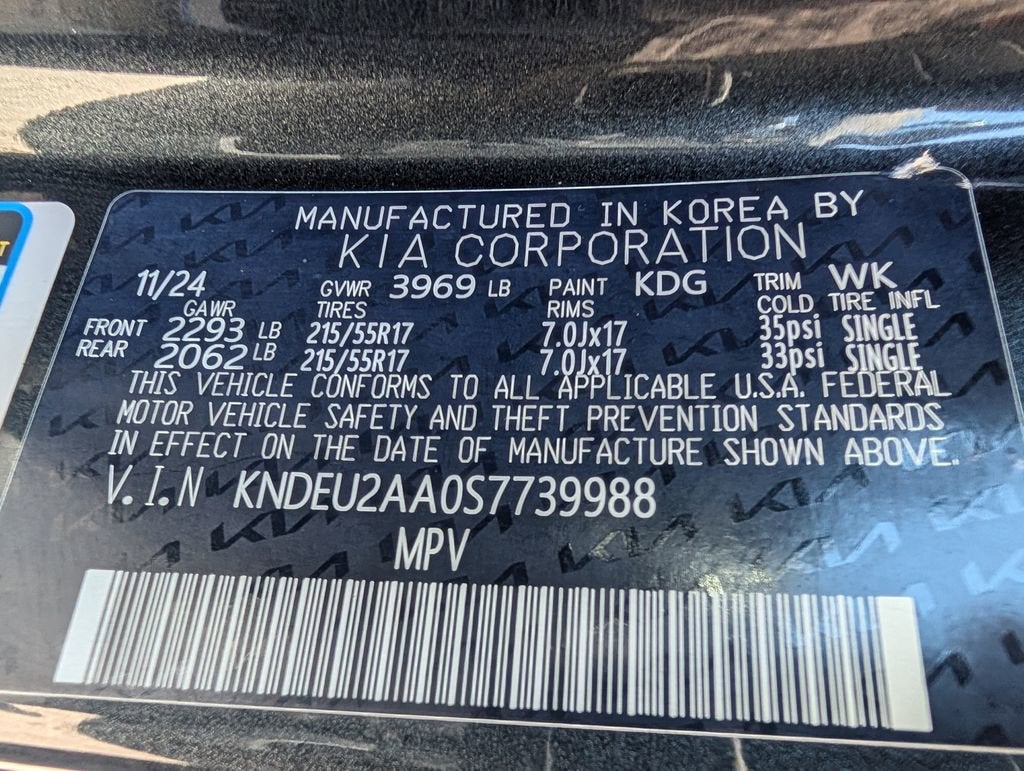 MANUFACTURED IN KOREA BY
KIA CORPORATION
11/24 GVWR 3969 LB PAINT KDG TRIM WK
GAWR TIRES RIMS COLD TIRE INFL
FRONT 2293 LB 215/55R17 7.0Jx17 35psi SINGLE
REAR 2062 LB 215/55R17 7.0Jx17 33psi SINGLE
THIS VEHICLE CONFORMS TO ALL APPLICABLE U.S.A. FEDERAL
MOTOR VEHICLE SAFETY AND THEFT PREVENTION STANDARDS
IN EFFECT ON THE DATE OF MANUFACTURE SHOWN ABOVE.
V.I.N KNDEU2AA0S7739988
MPV